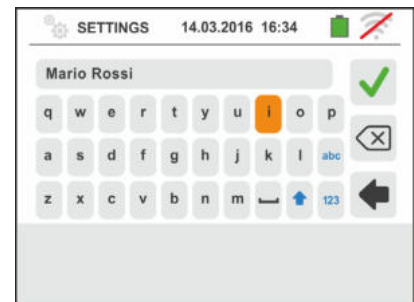 SETTINGS 14.03.2016 16:34
Mario Rossi
q w e r t y u i o p
a s d f g h j k l abc
z x c v b n m 123